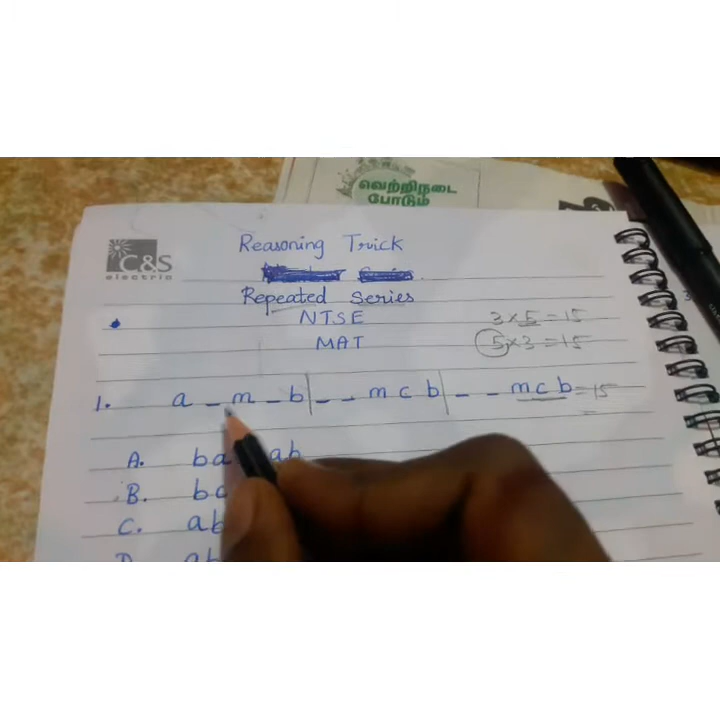 வெற்றிநடை
போடும்
C&S
electric
Reasoning Trick
Repeated Series
NTSE
3 × 5 = 15
MAT
5 × 3 = 15
1. a _ m _ b | _ _ m c b | _ _ m c b = 15
A. ba ab
B. bc
C. ab
D. ab